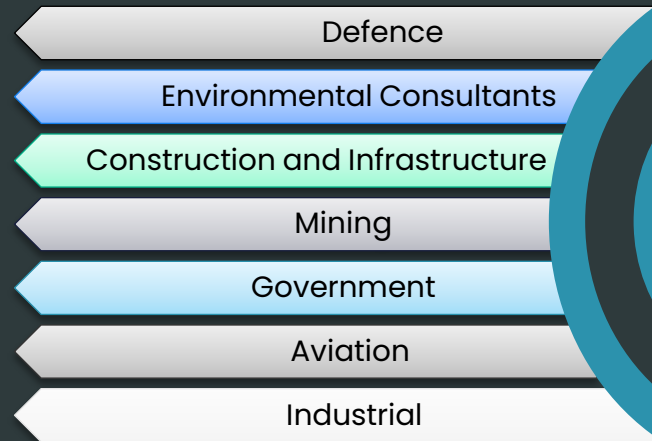 Defence
Environmental Consultants
Construction and Infrastructure
Mining
Government
Aviation
Industrial